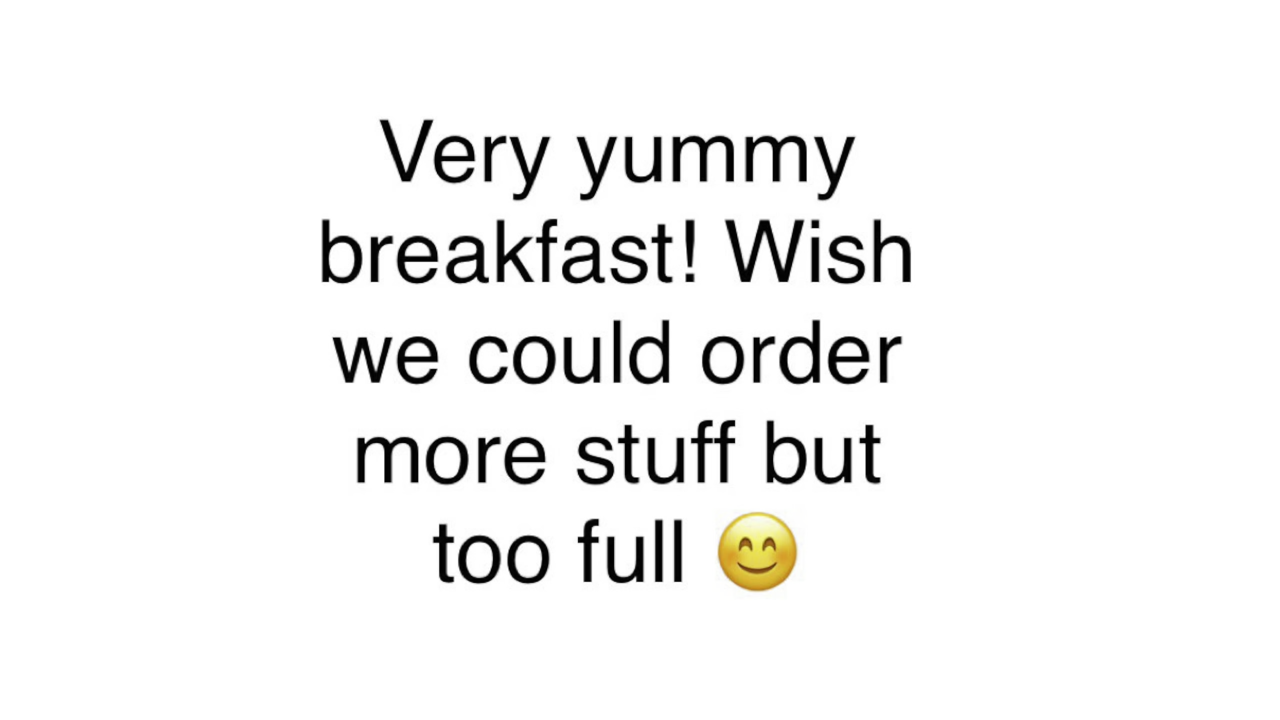 Very yummy
breakfast! Wish
we could order
more stuff but
too full 😊